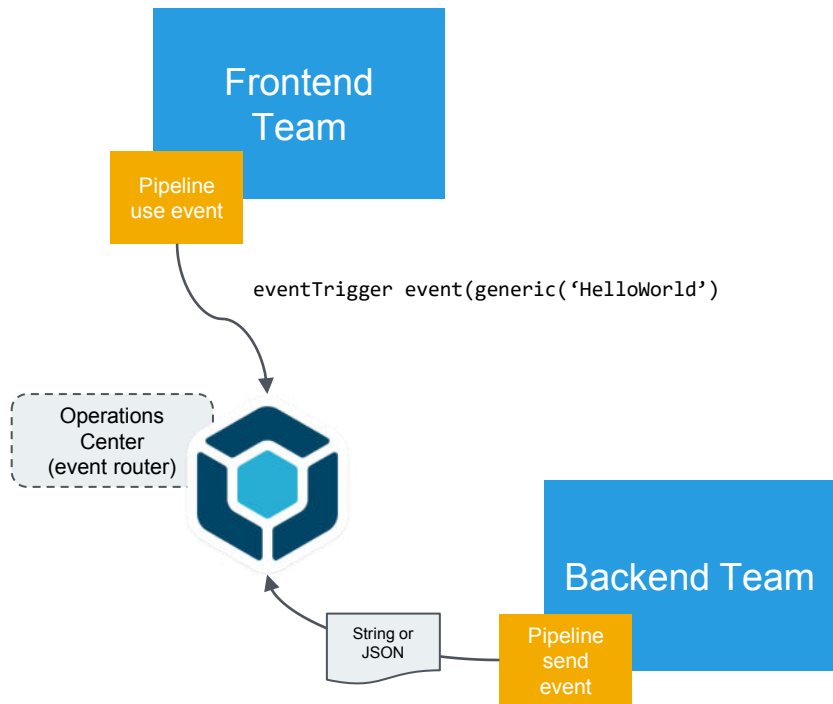 Frontend
Team
Pipeline
use event
eventTrigger event(generic(‘HelloWorld’)
Operations
Center
(event router)
Backend Team
String or
JSON
Pipeline
send
event